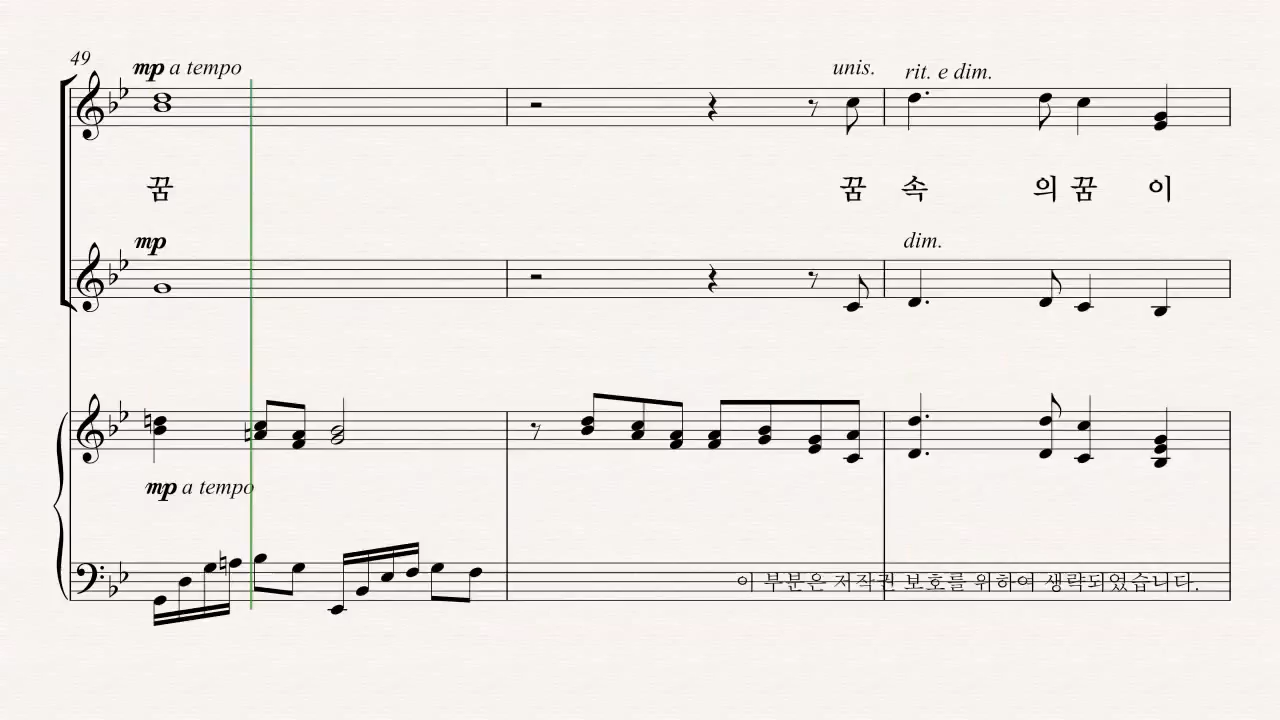 49
mp a tempo
unis.
rit. e dim.
꿈 꿈 속 의 꿈 이
mp
dim.
mp a tempo
이 부분은 저작권 보호를 위하여 생략되었습니다.